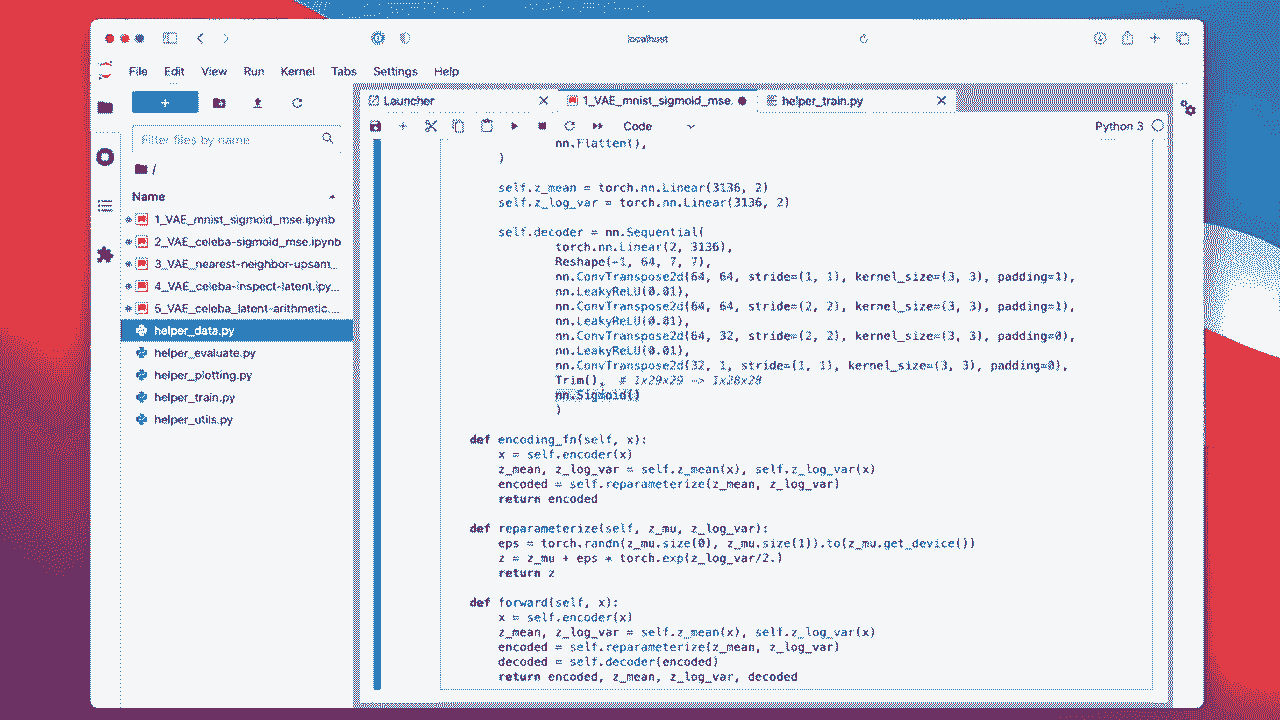 localhost
File Edit View Run Kernel Tabs Settings Help
+
Filter files by name
/
Name
1_VAE_mnist_sigmoid_mse.ipynb
2_VAE_celeba-sigmoid_mse.ipynb
3_VAE_nearest-neighbor-upsam...
4_VAE_celeba-inspect-latent.ipy...
5_VAE_celeba_latent-arithmetic....
helper_data.py
helper_evaluate.py
helper_plotting.py
helper_train.py
helper_utils.py
Launcher 1_VAE_mnist_sigmoid_mse. helper_train.py
Code Python 3
nn.Flatten(),
)
self.z_mean = torch.nn.Linear(3136, 2)
self.z_log_var = torch.nn.Linear(3136, 2)
self.decoder = nn.Sequential(
torch.nn.Linear(2, 3136),
Reshape(-1, 64, 7, 7),
nn.ConvTranspose2d(64, 64, stride=(1, 1), kernel_size=(3, 3), padding=1),
nn.LeakyReLU(0.01),
nn.ConvTranspose2d(64, 64, stride=(2, 2), kernel_size=(3, 3), padding=1),
nn.LeakyReLU(0.01),
nn.ConvTranspose2d(64, 32, stride=(2, 2), kernel_size=(3, 3), padding=0),
nn.LeakyReLU(0.01),
nn.ConvTranspose2d(32, 1, stride=(1, 1), kernel_size=(3, 3), padding=0),
Trim(), # 1x29x29 -> 1x28x28
nn.Sigmoid()
)
def encoding_fn(self, x):
x = self.encoder(x)
z_mean, z_log_var = self.z_mean(x), self.z_log_var(x)
encoded = self.reparameterize(z_mean, z_log_var)
return encoded
def reparameterize(self, z_mu, z_log_var):
eps = torch.randn(z_mu.size(0), z_mu.size(1)).to(z_mu.get_device())
z = z_mu + eps * torch.exp(z_log_var/2.)
return z
def forward(self, x):
x = self.encoder(x)
z_mean, z_log_var = self.z_mean(x), self.z_log_var(x)
encoded = self.reparameterize(z_mean, z_log_var)
decoded = self.decoder(encoded)
return encoded, z_mean, z_log_var, decoded